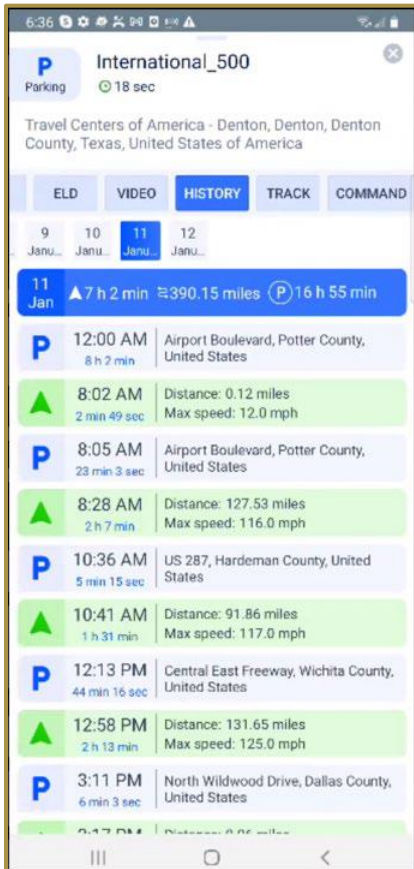 6:36
P
Parking
International_500
18 sec
Travel Centers of America - Denton, Denton, Denton
County, Texas, United States of America
ELD VIDEO HISTORY TRACK COMMAND
9 10 11 12
Janu... Janu... Janu... Janu...
11 Jan 7 h 2 min 390.15 miles P 16 h 55 min
P 12:00 AM Airport Boulevard, Potter County,
8 h 2 min United States
8:02 AM Distance: 0.12 miles
2 min 49 sec Max speed: 12.0 mph
P 8:05 AM Airport Boulevard, Potter County,
23 min 3 sec United States
8:28 AM Distance: 127.53 miles
2 h 7 min Max speed: 116.0 mph
P 10:36 AM US 287, Hardeman County, United
5 min 15 sec States
10:41 AM Distance: 91.86 miles
1 h 31 min Max speed: 117.0 mph
P 12:13 PM Central East Freeway, Wichita County,
44 min 16 sec United States
12:58 PM Distance: 131.65 miles
2 h 13 min Max speed: 125.0 mph
P 3:11 PM North Wildwood Drive, Dallas County,
6 min 3 sec United States